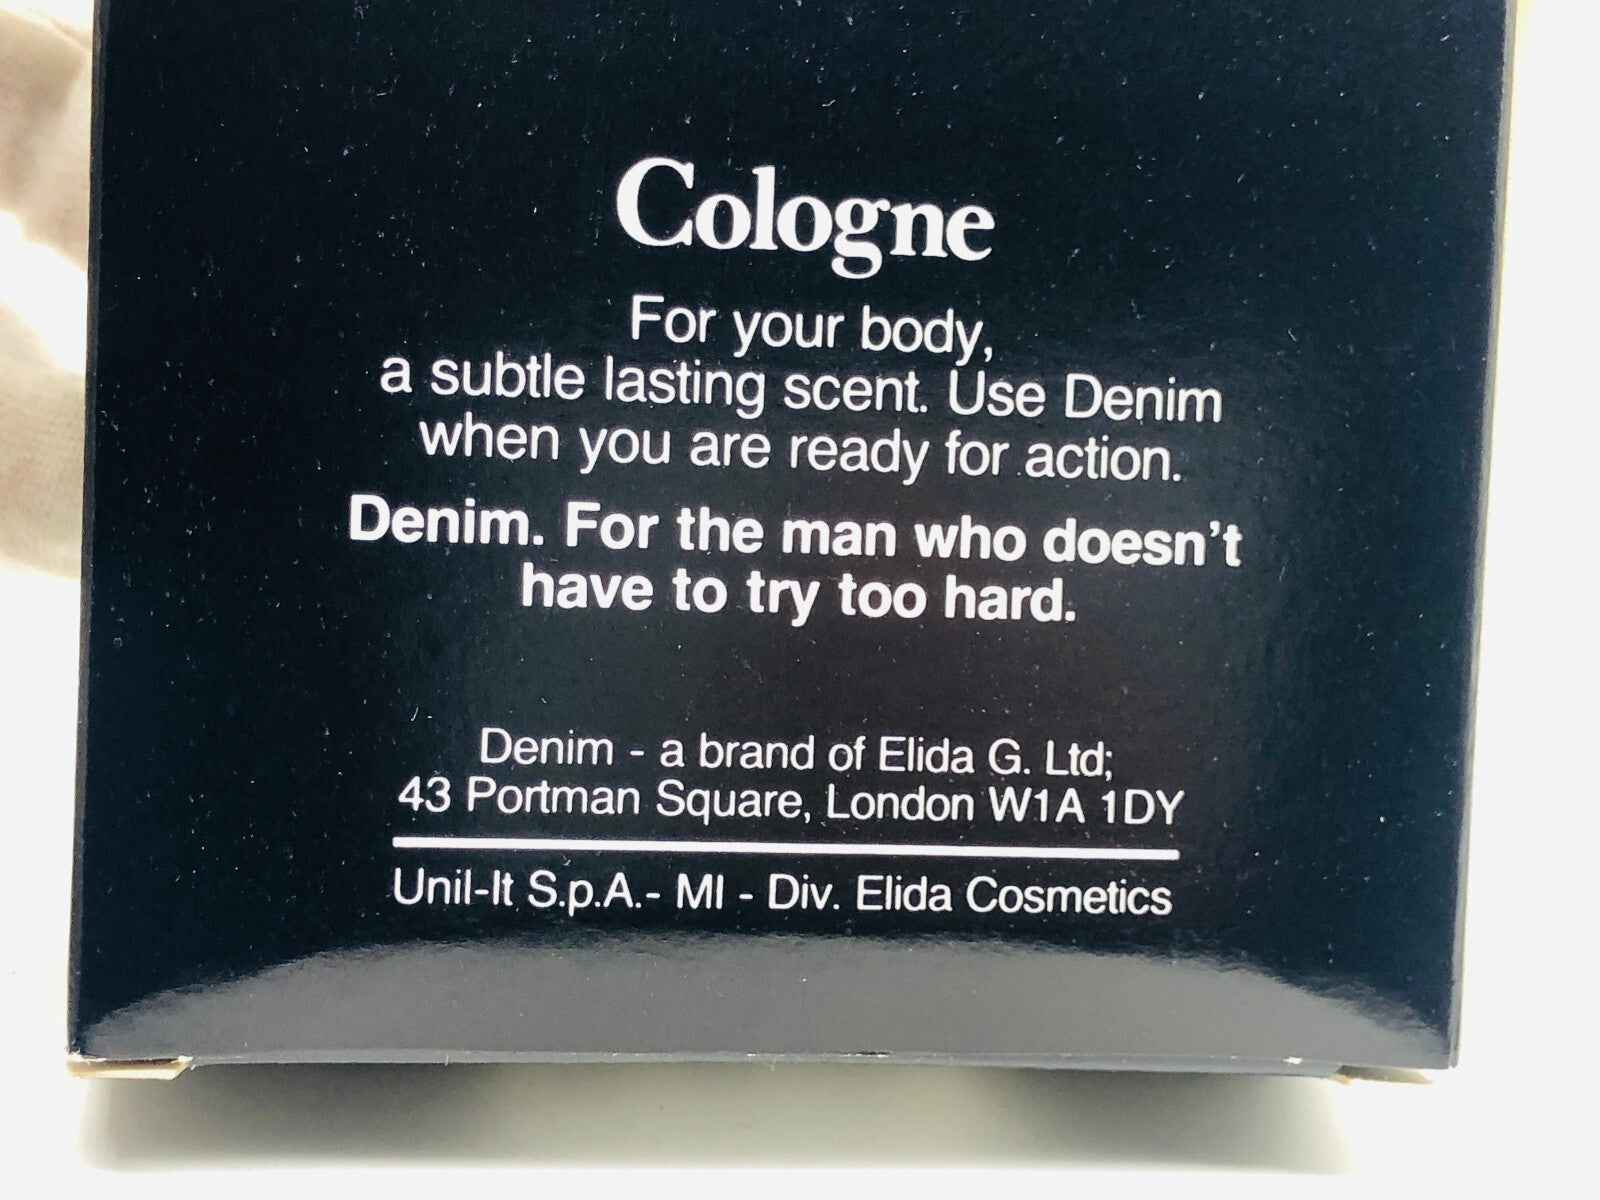 Cologne
For your body,
a subtle lasting scent. Use Denim
when you are ready for action.
Denim. For the man who doesn't
have to try too hard.
Denim - a brand of Elida G. Ltd;
43 Portman Square, London W1A 1DY
Unil-It S.p.A.- MI - Div. Elida Cosmetics